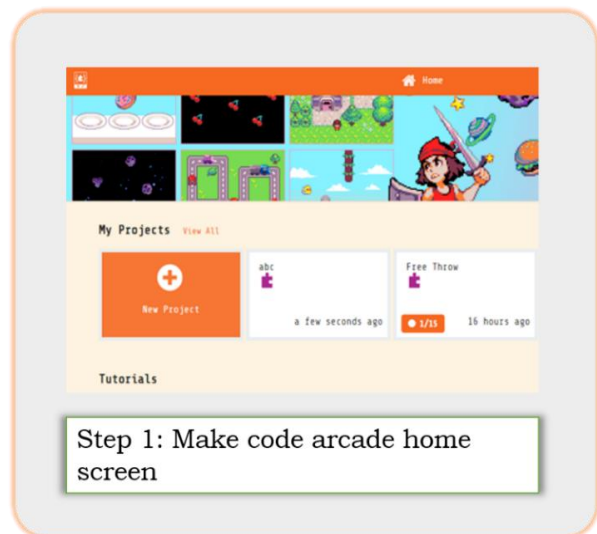 Home
My Projects View All
New Project
abc
a few seconds ago
Free Throw
1/15 16 hours ago
Tutorials
Step 1: Make code arcade home
screen